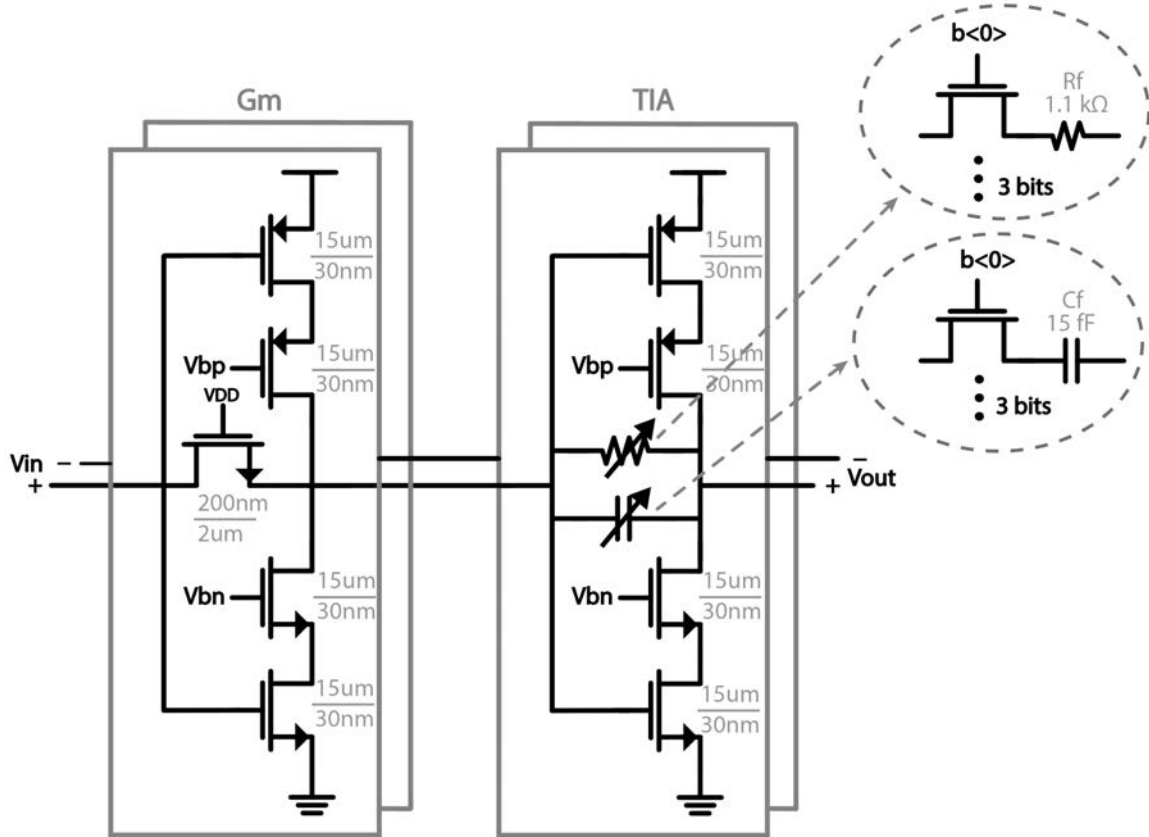 Gm
TIA
b<0>
Rf
1.1 kΩ
3 bits
b<0>
Cf
15 fF
3 bits
15um
30nm
15um
30nm
Vbp
15um
30nm
Vbp
15um
30nm
VDD
Vin
−
+
200nm
2um
−
Vout
+
Vbn
15um
30nm
Vbn
15um
30nm
15um
30nm
15um
30nm